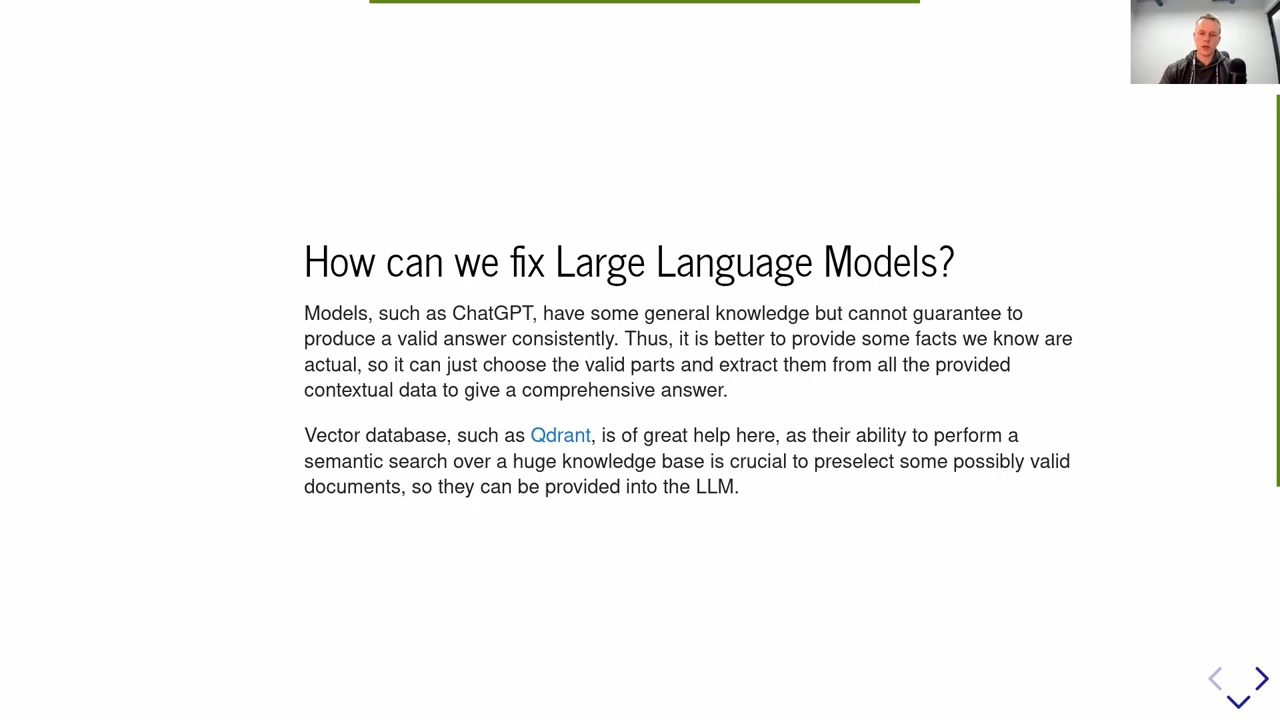 How can we fix Large Language Models?
Models, such as ChatGPT, have some general knowledge but cannot guarantee to
produce a valid answer consistently. Thus, it is better to provide some facts we know are
actual, so it can just choose the valid parts and extract them from all the provided
contextual data to give a comprehensive answer.
Vector database, such as Qdrant, is of great help here, as their ability to perform a
semantic search over a huge knowledge base is crucial to preselect some possibly valid
documents, so they can be provided into the LLM.